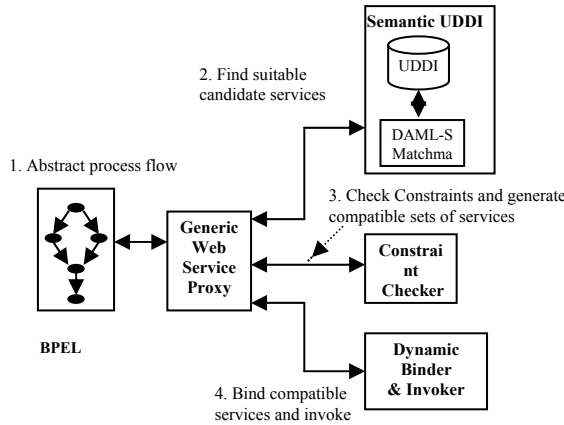 Semantic UDDI
UDDI
DAML-S
Matchma
2. Find suitable
candidate services
1. Abstract process flow
3. Check Constraints and generate
compatible sets of services
Generic
Web
Service
Proxy
Constrai
nt
Checker
BPEL
Dynamic
Binder
& Invoker
4. Bind compatible
services and invoke